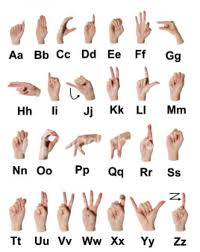 Aa Bb Cc Dd Ee Ff Gg
Hh Ii Jj Kk Ll Mm
Nn Oo Pp Qq Rr Ss
Tt Uu Vv Ww Xx Yy Zz